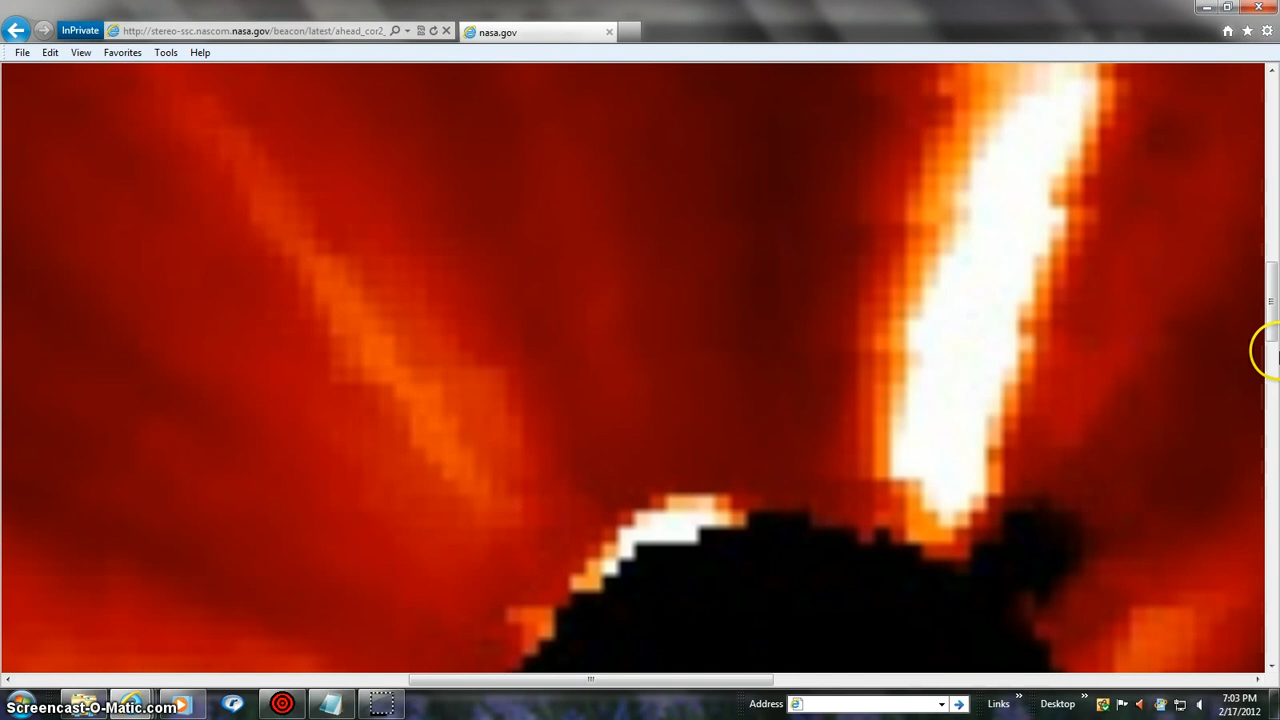 InPrivate
http://stereo-ssc.nascom.nasa.gov/beacon/latest/ahead_cor2_
nasa.gov
File Edit View Favorites Tools Help
Screencast-O-Matic.com
Address
Links
Desktop
7:03 PM
2/17/2012